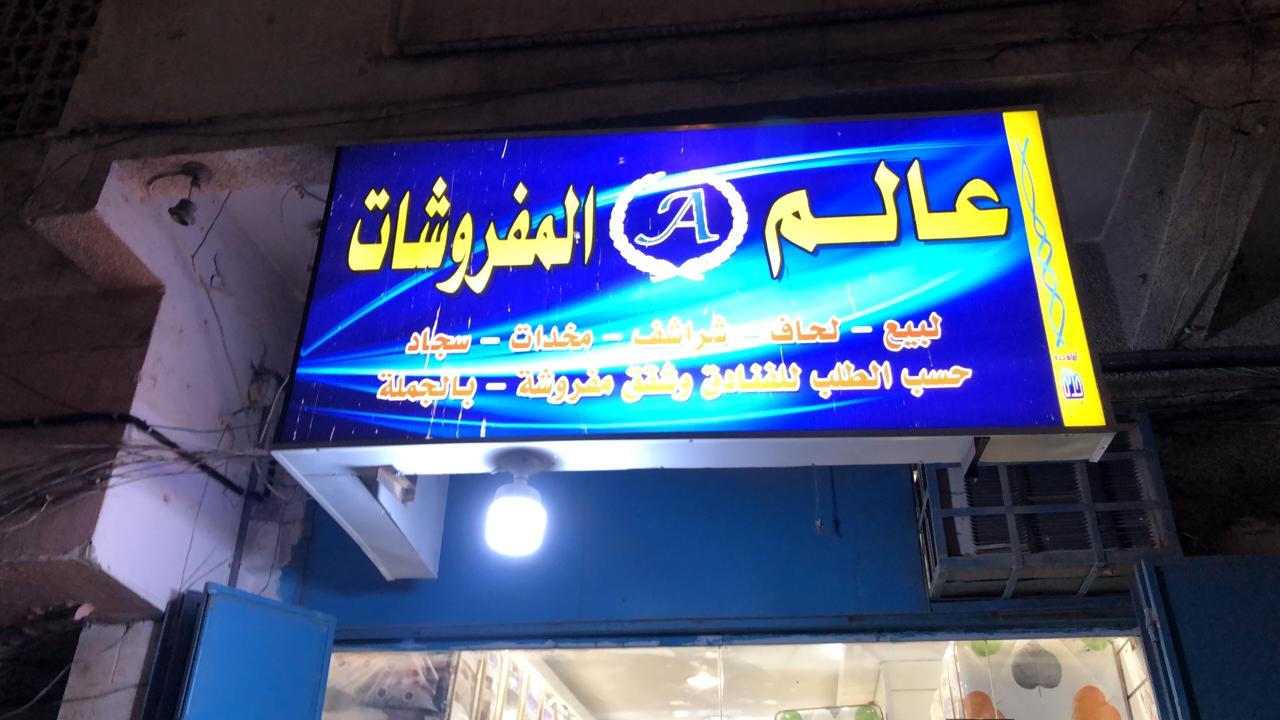 عالم A المفروشات
لبيع - لحاف - شراشف - مخدات - سجاد
حسب الطلب للفنادق وشقق مفروشة - بالجملة